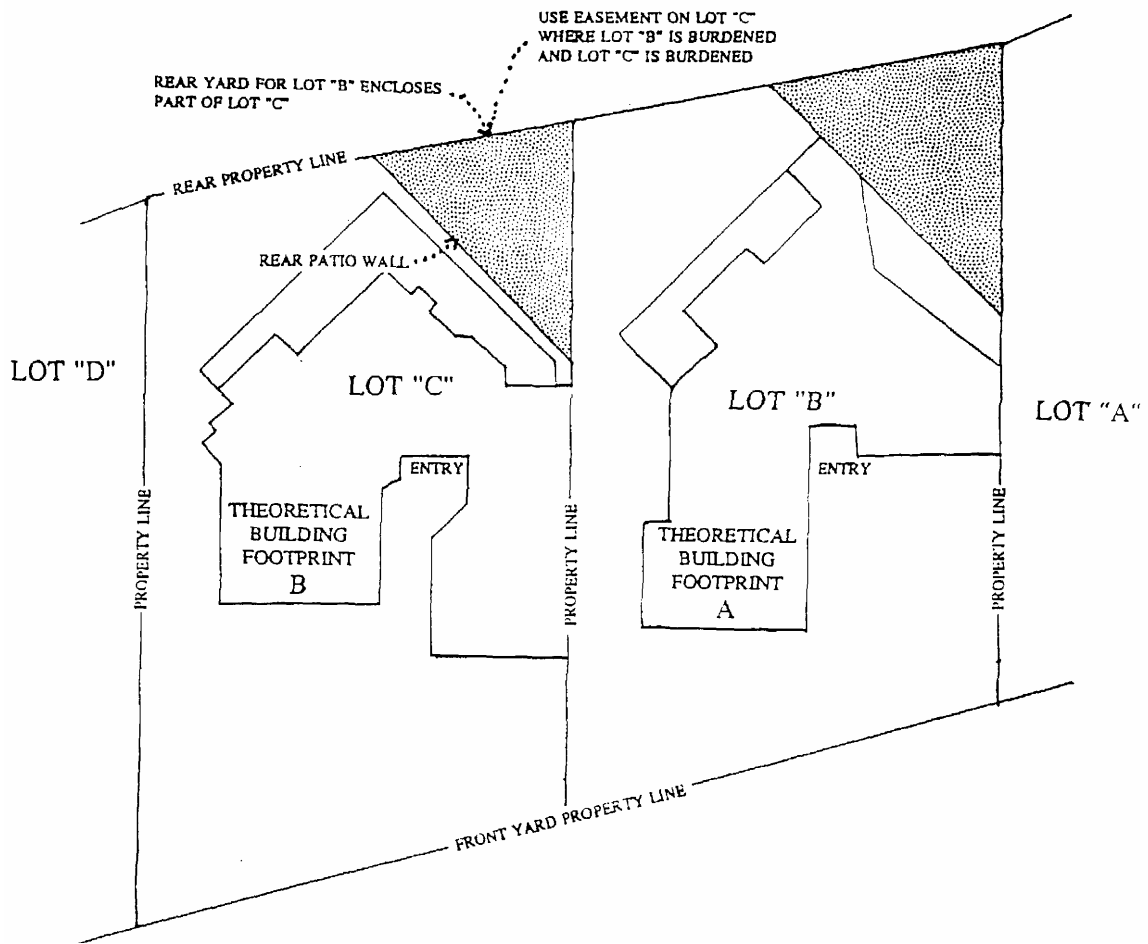 USE EASEMENT ON LOT "C"
WHERE LOT "B" IS BURDENED
AND LOT "C" IS BURDENED
REAR YARD FOR LOT "B" ENCLOSES
PART OF LOT "C"
REAR PROPERTY LINE
REAR PATIO WALL
LOT "D"
LOT "C"
LOT "B"
LOT "A"
ENTRY
ENTRY
THEORETICAL
BUILDING
FOOTPRINT
B
THEORETICAL
BUILDING
FOOTPRINT
A
PROPERTY LINE
PROPERTY LINE
PROPERTY LINE
FRONT YARD PROPERTY LINE